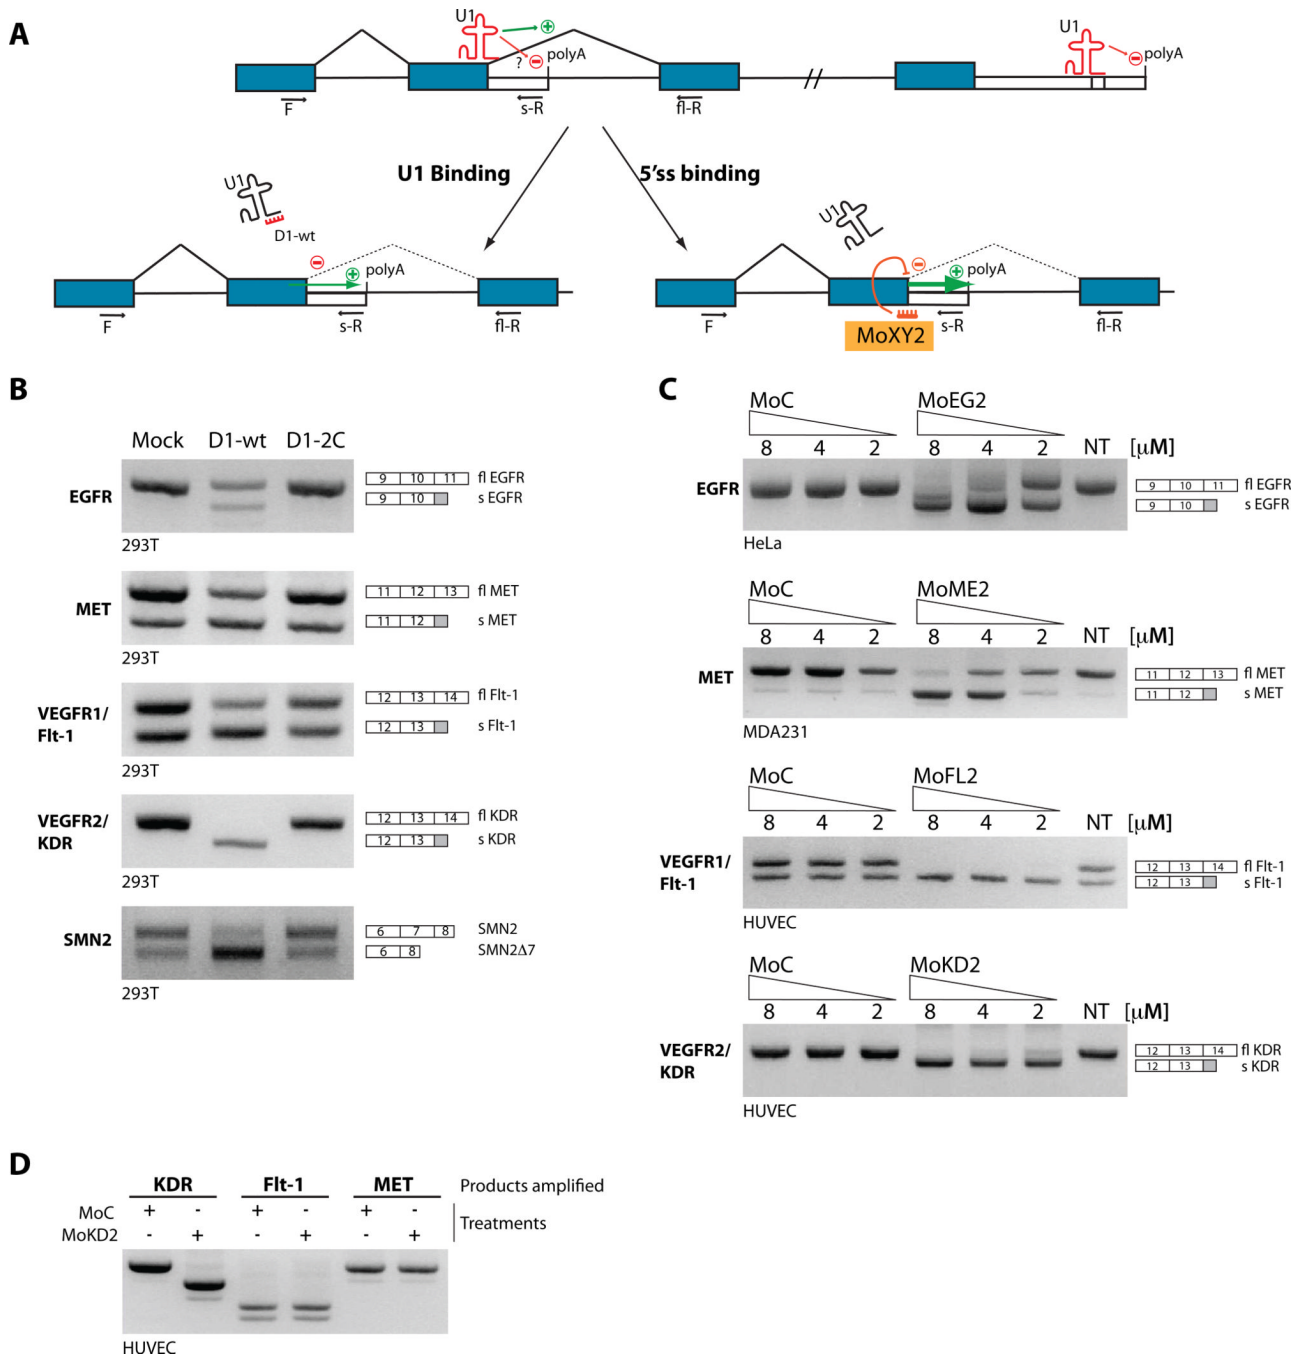 A
U1
+
?
-
polyA
U1
-
polyA
F
s-R
fl-R
U1 Binding
5'ss binding
U1
D1-wt
-
+
polyA
F
s-R
fl-R
U1
-
+
polyA
F
s-R
fl-R
MoXY2
B
Mock D1-wt D1-2C
EGFR
9 10 11 fl EGFR
9 10 s EGFR
293T
MET
11 12 13 fl MET
11 12 s MET
293T
VEGFR1/
Flt-1
12 13 14 fl Flt-1
12 13 s Flt-1
293T
VEGFR2/
KDR
12 13 14 fl KDR
12 13 s KDR
293T
SMN2
6 7 8 SMN2
6 8 SMN2Δ7
293T
C
MoC MoEG2
8 4 2 8 4 2 NT [μM]
EGFR
9 10 11 fl EGFR
9 10 s EGFR
HeLa
MoC MoME2
8 4 2 8 4 2 NT [μM]
MET
11 12 13 fl MET
11 12 s MET
MDA231
MoC MoFL2
8 4 2 8 4 2 NT [μM]
VEGFR1/
Flt-1
12 13 14 fl Flt-1
12 13 s Flt-1
HUVEC
MoC MoKD2
8 4 2 8 4 2 NT [μM]
VEGFR2/
KDR
12 13 14 fl KDR
12 13 s KDR
HUVEC
D
KDR Flt-1 MET Products amplified
MoC + - + - + -
Treatments
MoKD2 - + - + - +
HUVEC